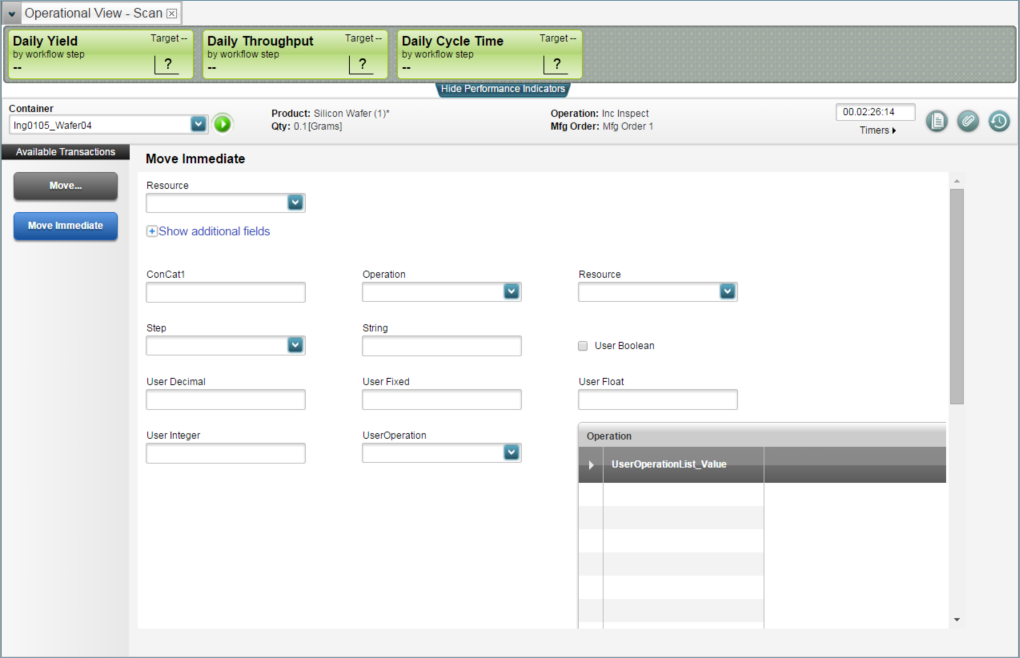 Operational View - Scan
Daily Yield Target --
by workflow step
-- ?
Daily Throughput Target --
by workflow step
-- ?
Daily Cycle Time Target --
by workflow step
-- ?
Hide Performance Indicators
Container
Ing0105_Wafer04
Product: Silicon Wafer (1)*
Qty: 0.1[Grams]
Operation: Inc Inspect
Mfg Order: Mfg Order 1
00.02:26:14
Timers
Available Transactions
Move...
Move Immediate
Move Immediate
Resource
Show additional fields
ConCat1 Operation Resource
Step String
User Boolean
User Decimal User Fixed User Float
User Integer UserOperation
Operation
UserOperationList_Value